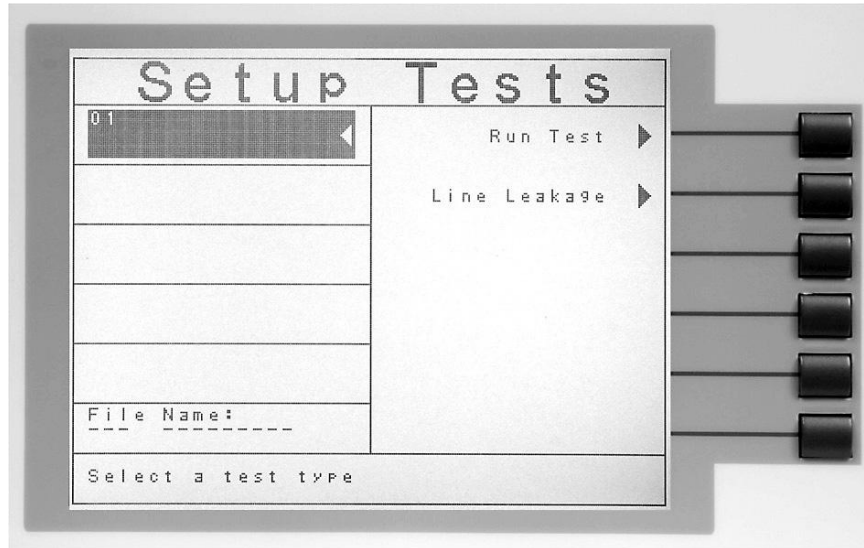 Setup Tests
01
Run Test
Line Leakage
File Name:
Select a test type